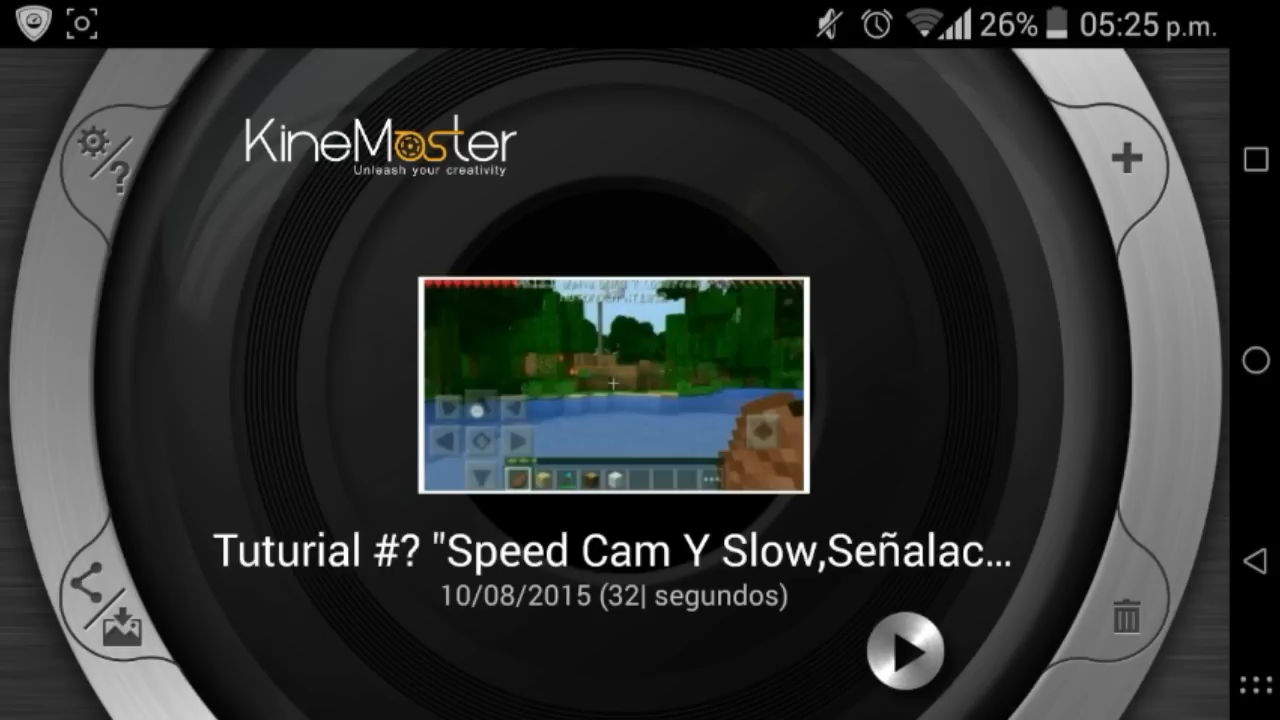 26% 05:25 p.m.
KineMaster
Unleash your creativity
Tuturial #? "Speed Cam Y Slow,Señalac...
10/08/2015 (32| segundos)